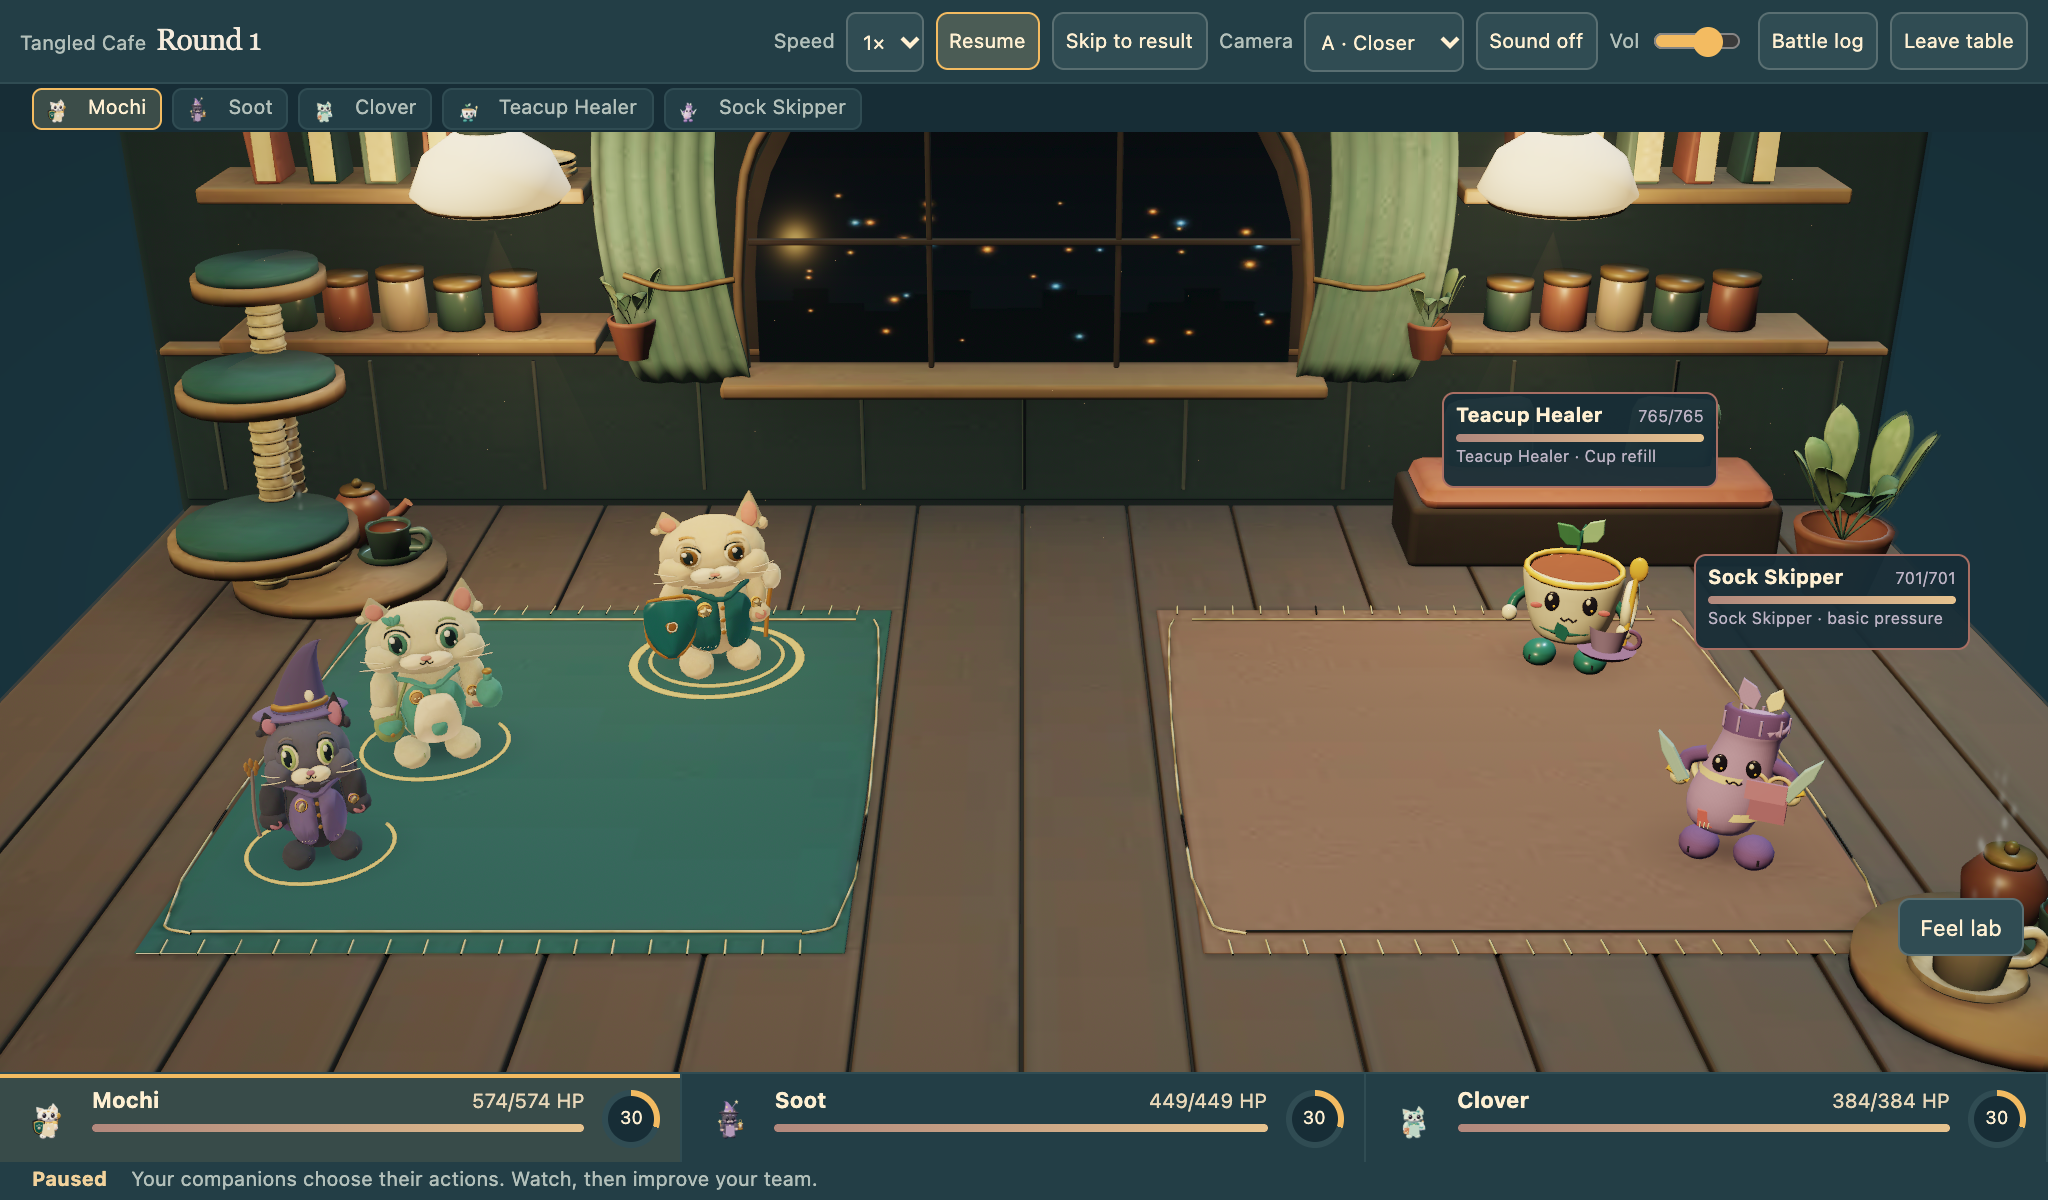 Tangled Cafe Round 1
Speed 1x Resume Skip to result Camera A · Closer Sound off Vol Battle log Leave table
Mochi Soot Clover Teacup Healer Sock Skipper
Teacup Healer 765/765
Teacup Healer · Cup refill
Sock Skipper 701/701
Sock Skipper · basic pressure
Feel lab
Mochi 574/574 HP 30
Soot 449/449 HP 30
Clover 384/384 HP 30
Paused Your companions choose their actions. Watch, then improve your team.